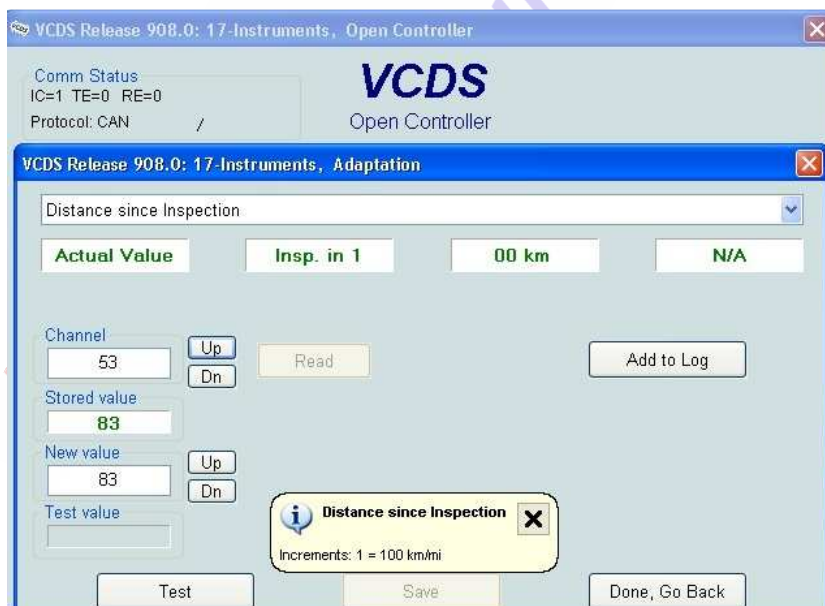 VCDS Release 908.0: 17-Instruments, Open Controller
Comm Status
IC=1 TE=0 RE=0
Protocol: CAN /
VCDS
Open Controller
VCDS Release 908.0: 17-Instruments, Adaptation
Distance since Inspection
Actual Value Insp. in 1 00 km N/A
Channel
53
Up
Dn
Read
Add to Log
Stored value
83
New value
83
Up
Dn
Test value
Distance since Inspection
Increments: 1 = 100 km/mi
Test Save Done, Go Back